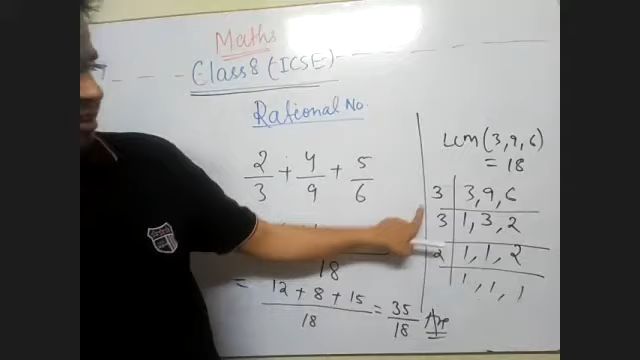 Maths
Class 8 (ICSE)
Rational No.
2/3 + 4/9 + 5/6
18
= 12 + 8 + 15 / 18 = 35/18 Ans
LCM (3, 9, 6)
= 18
3 | 3, 9, 6
3 | 1, 3, 2
2 | 1, 1, 2
1, 1, 1